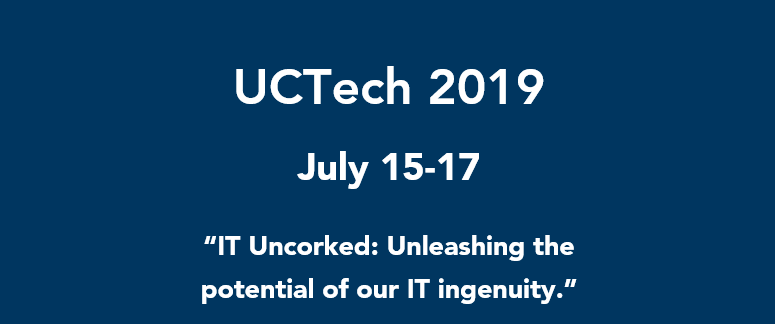 UCTech 2019
July 15-17
“IT Uncorked: Unleashing the
potential of our IT ingenuity.”